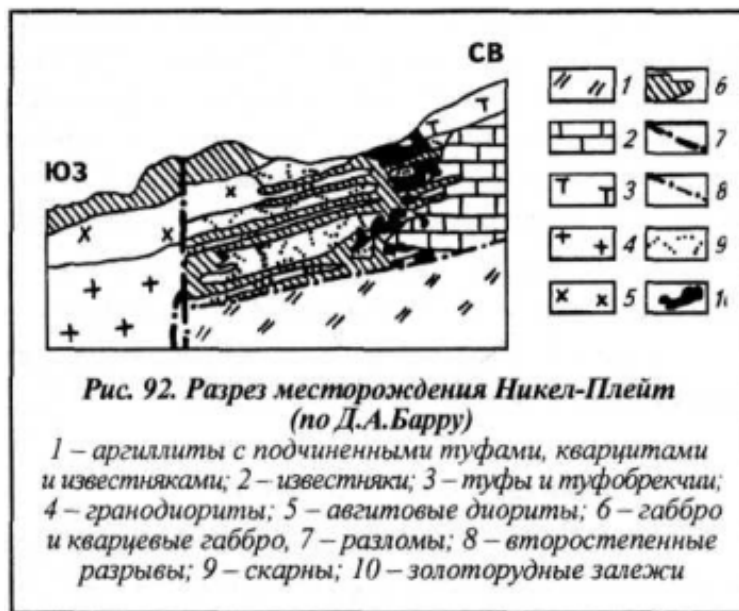 СВ
ЮЗ
1 6
2 7
3 8
4 9
5 10
Рис. 92. Разрез месторождения Никел-Плейт
(по Д.А.Барру)
1 – аргиллиты с подчиненными туфами, кварцитами
и известняками; 2 – известняки; 3 – туфы и туфобрекчии;
4 – гранодиориты; 5 – авгитовые диориты; 6 – габбро
и кварцевые габбро, 7 – разломы; 8 – второстепенные
разрывы; 9 – скарны; 10 – золоторудные залежи